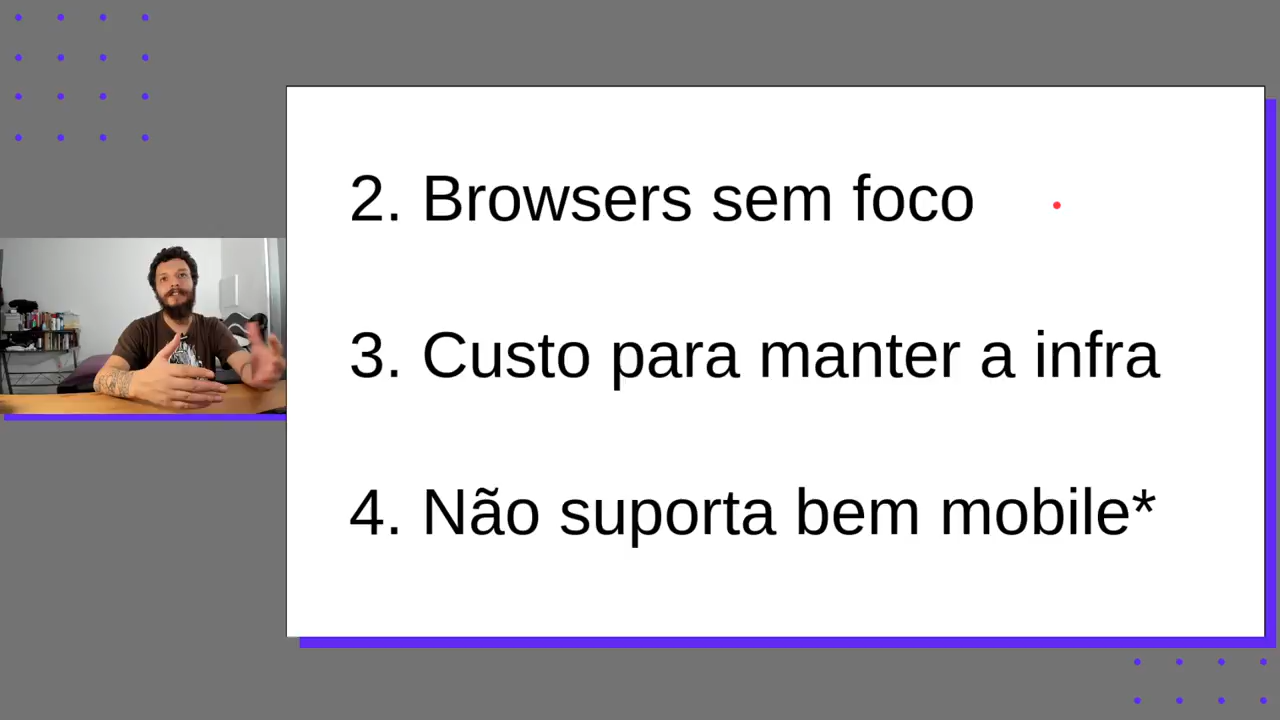 2. Browsers sem foco
3. Custo para manter a infra
4. Não suporta bem mobile*